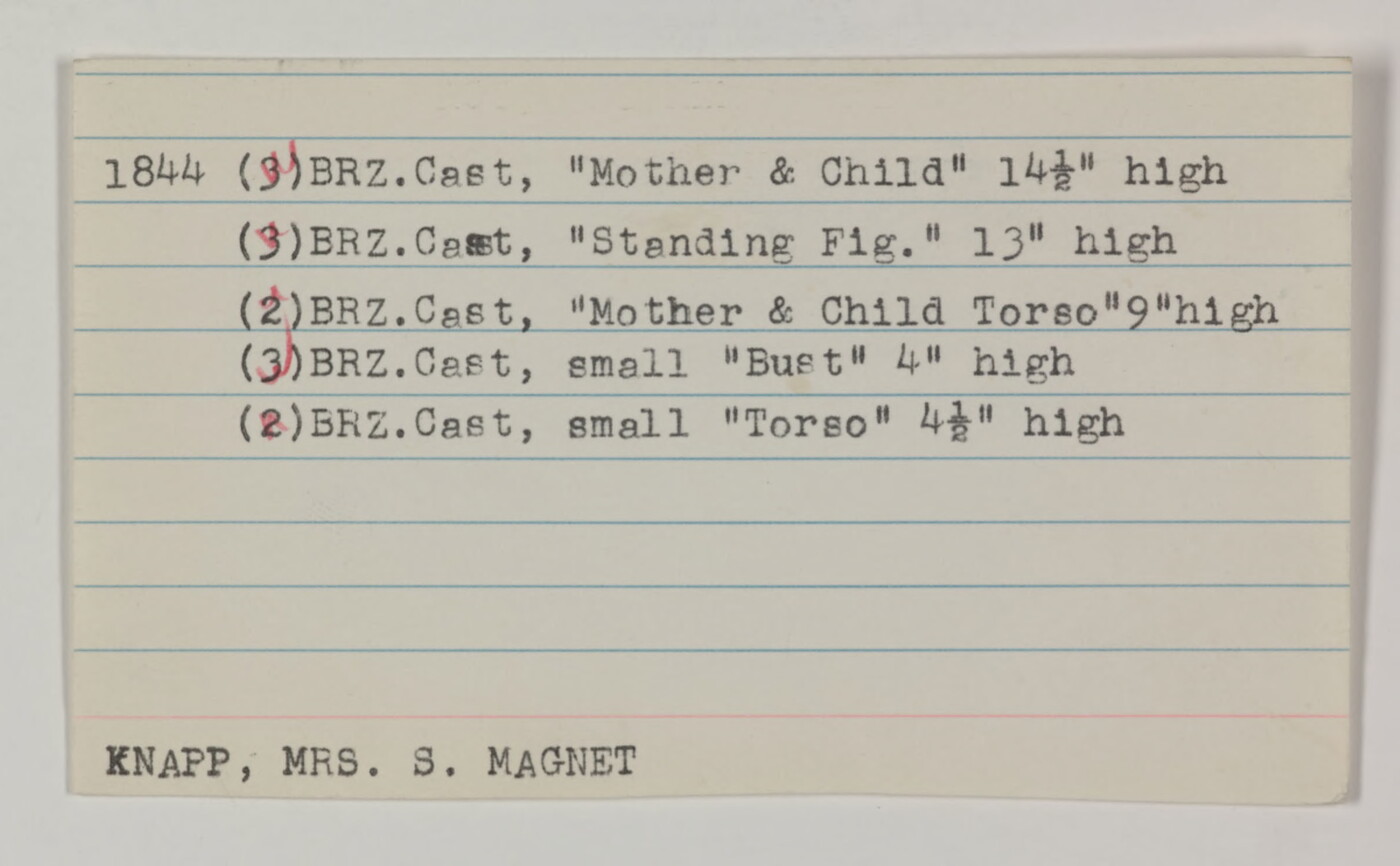 1844 (3)BRZ.Cast, "Mother & Child" 14½" high
(3)BRZ.Cast, "Standing Fig." 13" high
(2)BRZ.Cast, "Mother & Child Torso"9"high
(3)BRZ.Cast, small "Bust" 4" high
(2)BRZ.Cast, small "Torso" 4½" high
KNAPP, MRS. S. MAGNET